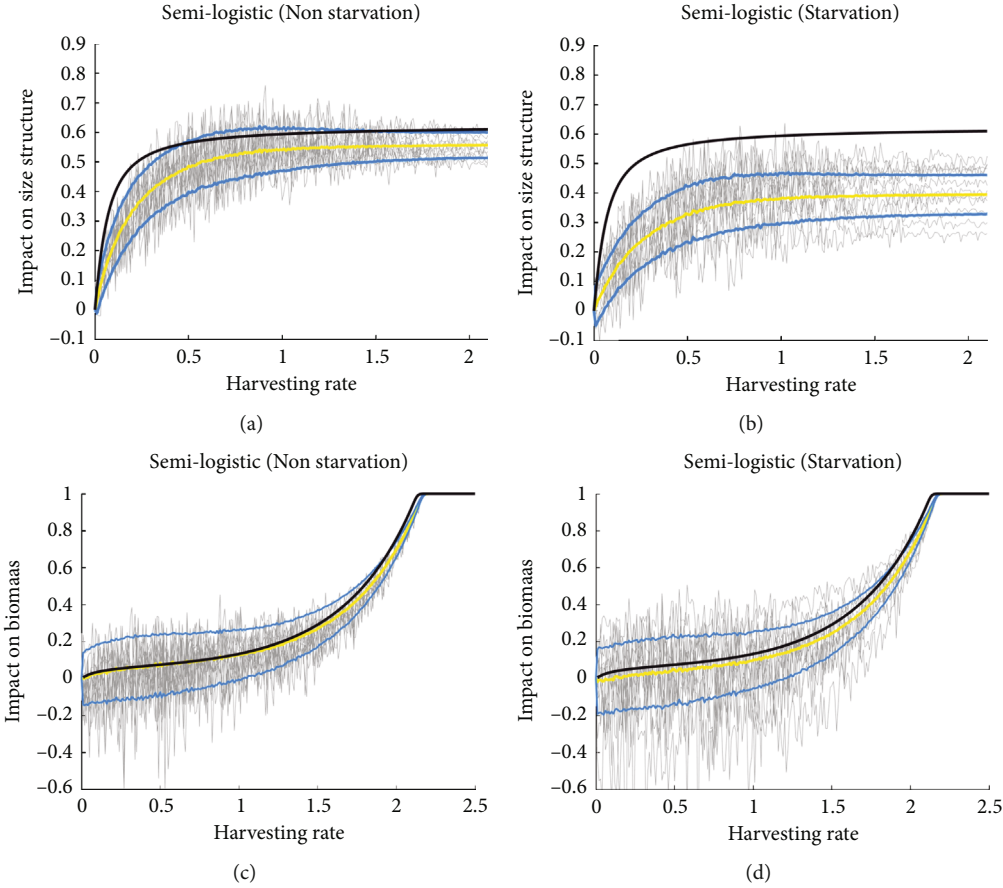 Semi-logistic (Non starvation)
Impact on size structure
0.9
0.8
0.7
0.6
0.5
0.4
0.3
0.2
0.1
0
–0.1
0 0.5 1 1.5 2
Harvesting rate
(a)
Semi-logistic (Starvation)
Impact on size structure
0.9
0.8
0.7
0.6
0.5
0.4
0.3
0.2
0.1
0
–0.1
0 0.5 1 1.5 2
Harvesting rate
(b)
Semi-logistic (Non starvation)
Impact on biomaas
1
0.8
0.6
0.4
0.2
0
–0.2
–0.4
–0.6
0 0.5 1 1.5 2 2.5
Harvesting rate
(c)
Semi-logistic (Starvation)
Impact on biomaas
1
0.8
0.6
0.4
0.2
0
–0.2
–0.4
–0.6
0 0.5 1 1.5 2 2.5
Harvesting rate
(d)